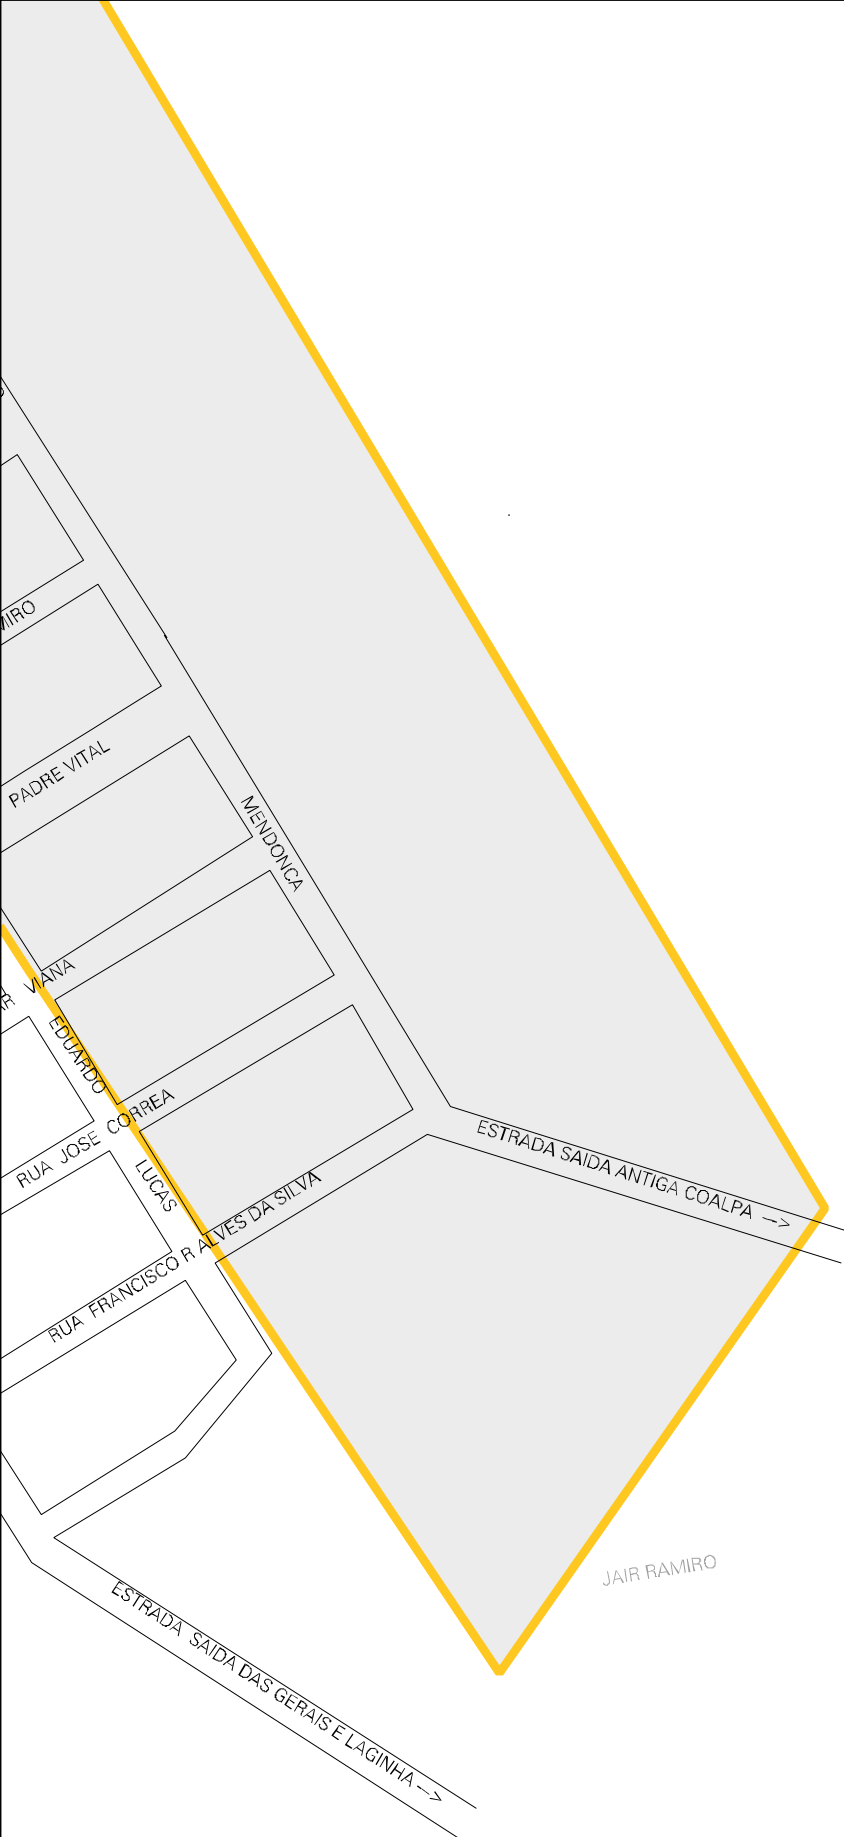 PADRE VITAL
MENDONCA
VIANA
EDUARDO
RUA JOSE CORREA
LUCAS
ESTRADA SAIDA ANTIGA COALPA -->
RUA FRANCISCO R ALVES DA SILVA
JAIR RAMIRO
ESTRADA SAIDA DAS GERAIS E LAGINHA -->